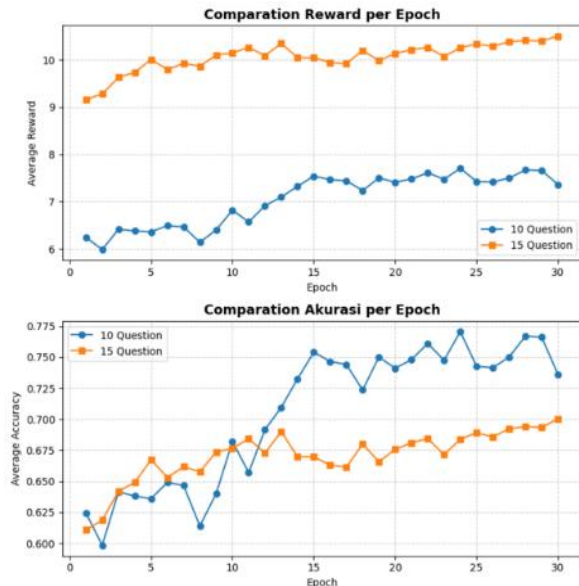 Comparation Reward per Epoch
Average Reward
10
9
8
7
6
10 Question
15 Question
0 5 10 15 20 25 30
Epoch
Comparation Akurasi per Epoch
Average Accuracy
0.775
0.750
0.725
0.700
0.675
0.650
0.625
0.600
10 Question
15 Question
0 5 10 15 20 25 30
Epoch